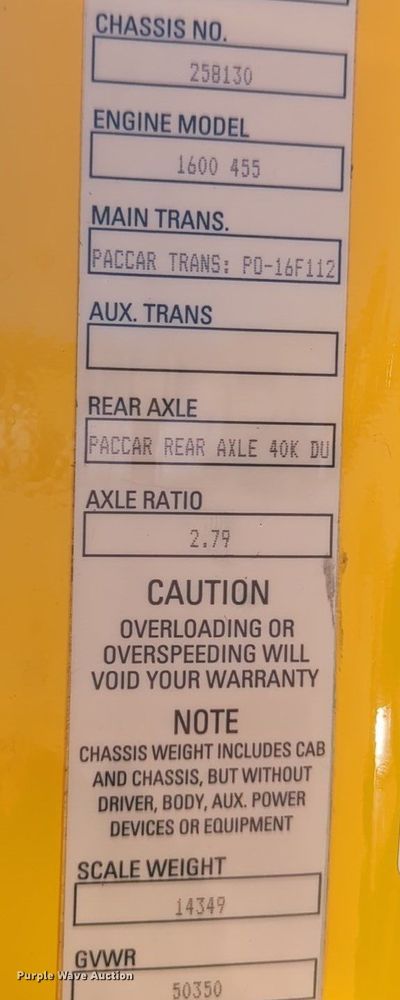 CHASSIS NO.
258130
ENGINE MODEL
1600 455
MAIN TRANS.
PACCAR TRANS: PO-16F112
AUX. TRANS
REAR AXLE
PACCAR REAR AXLE 40K DU
AXLE RATIO
2.79
CAUTION
OVERLOADING OR
OVERSPEEDING WILL
VOID YOUR WARRANTY
NOTE
CHASSIS WEIGHT INCLUDES CAB
AND CHASSIS, BUT WITHOUT
DRIVER, BODY, AUX. POWER
DEVICES OR EQUIPMENT
SCALE WEIGHT
14349
GVWR
Purple Wave Auction
50350